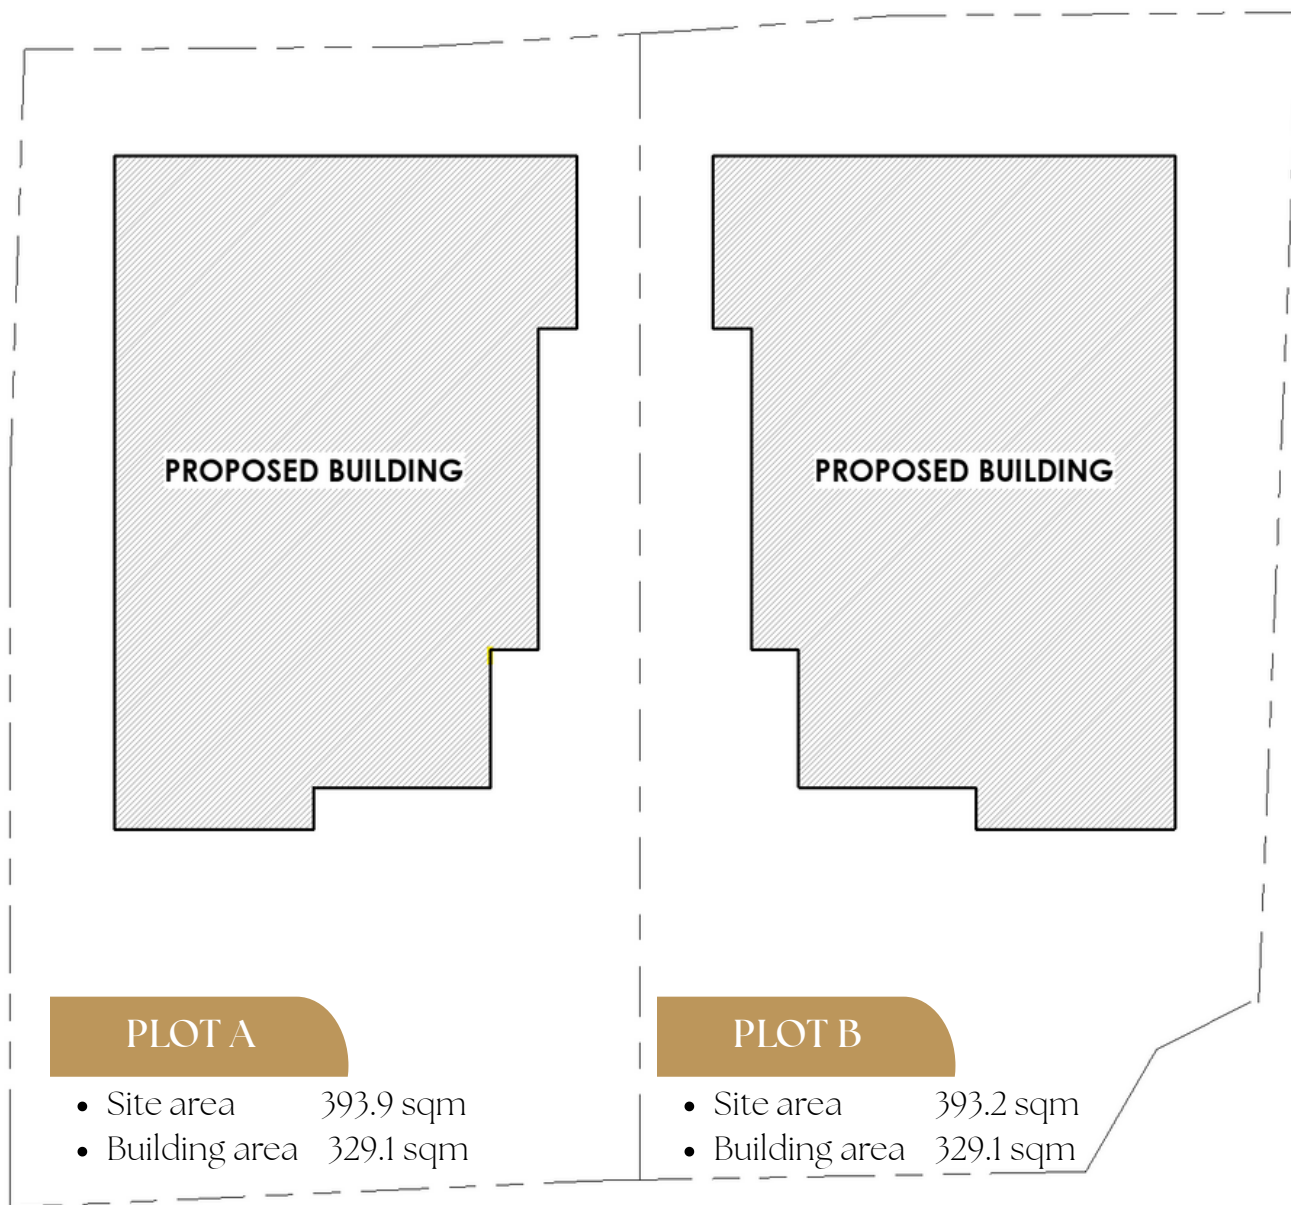 PROPOSED BUILDING
PROPOSED BUILDING
PLOT A
• Site area 393.9 sqm
• Building area 329.1 sqm
PLOT B
• Site area 393.2 sqm
• Building area 329.1 sqm